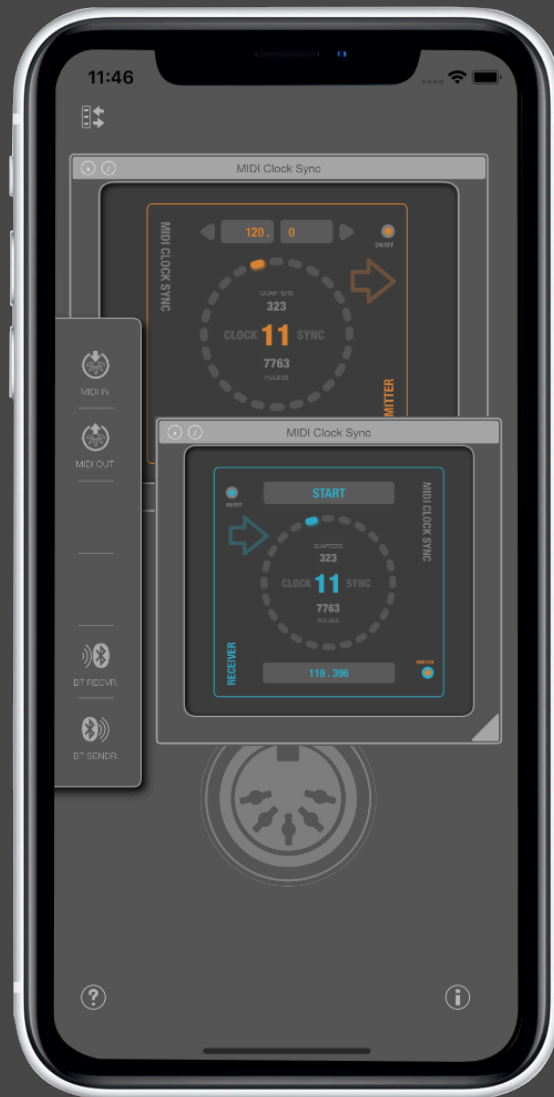 11:46
MIDI Clock Sync
MIDI CLOCK SYNC
120 . 0
ON/OFF
QUARTERS
323
CLOCK 11 SYNC
7763
PULSES
MITTER
MIDI IN
MIDI OUT
BT RECVR.
BT SENDR.
MIDI Clock Sync
START
ON/OFF
MIDI CLOCK SYNC
QUARTERS
323
CLOCK 11 SYNC
7763
PULSES
RECEIVER
119 . 396
?
i